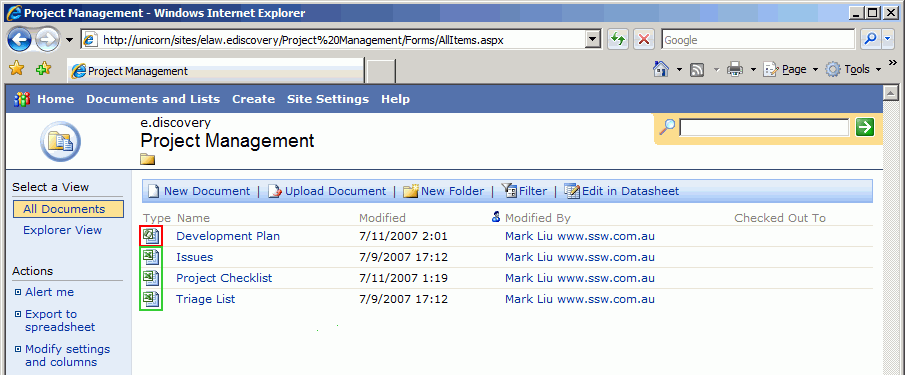 Project Management - Windows Internet Explorer
http://unicorn/sites/elaw.ediscovery/Project%20Management/Forms/AllItems.aspx
Google
Project Management
Page
Tools
»
Home Documents and Lists Create Site Settings Help
e.discovery
Project Management
Select a View
All Documents
Explorer View
Actions
Alert me
Export to
spreadsheet
Modify settings
and columns
New Document | Upload Document | New Folder | Filter | Edit in Datasheet
Type Name Modified Modified By Checked Out To
Development Plan 7/11/2007 2:01 Mark Liu www.ssw.com.au
Issues 7/9/2007 17:12 Mark Liu www.ssw.com.au
Project Checklist 7/11/2007 1:19 Mark Liu www.ssw.com.au
Triage List 7/9/2007 17:12 Mark Liu www.ssw.com.au